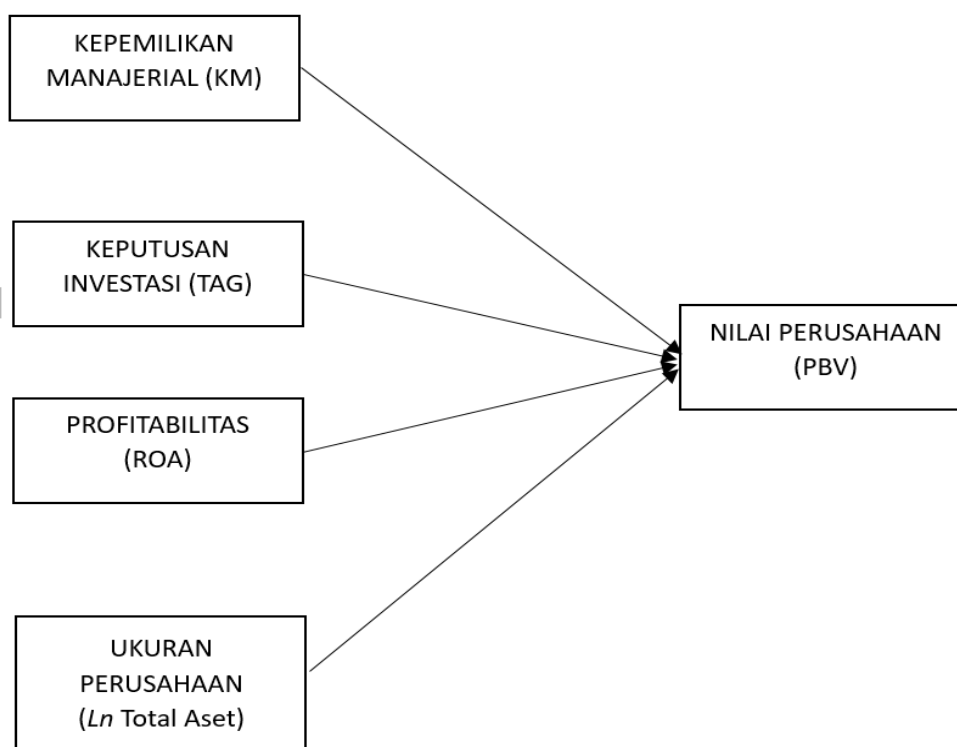 KEPEMILIKAN
MANAJERIAL (KM)
KEPUTUSAN
INVESTASI (TAG)
PROFITABILITAS
(ROA)
UKURAN
PERUSAHAAN
(Ln Total Aset)
NILAI PERUSAHAAN
(PBV)